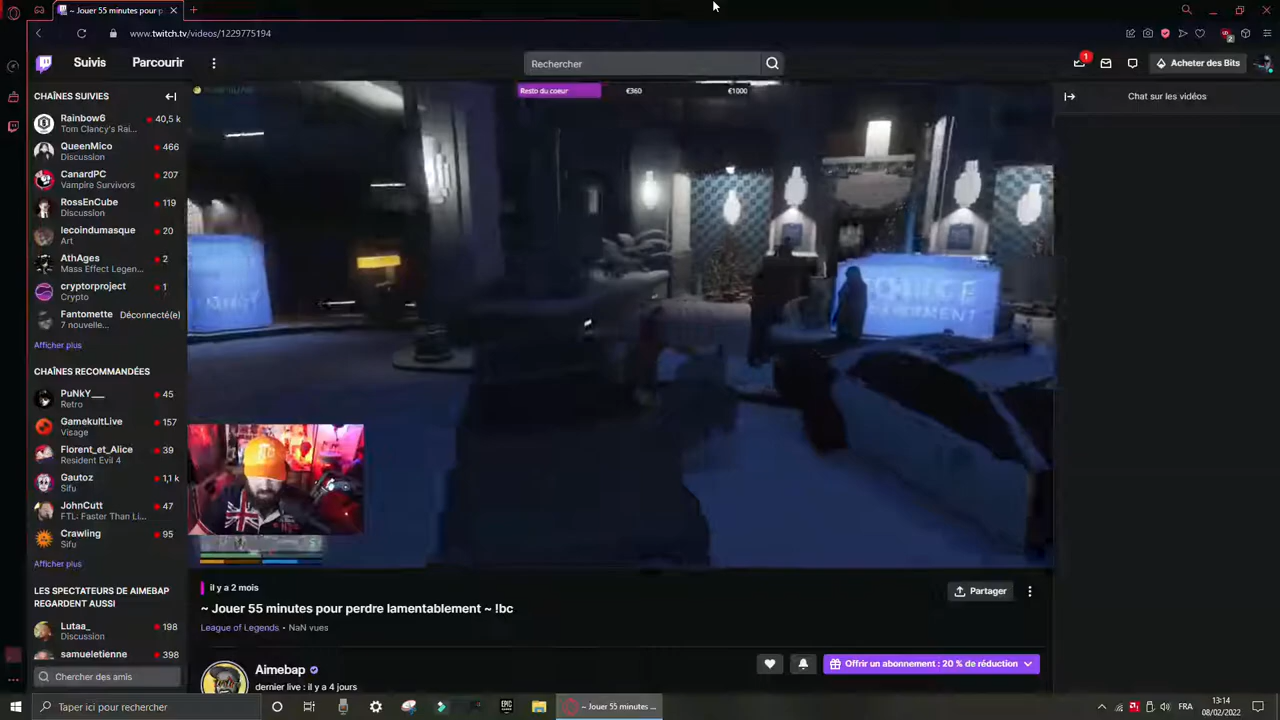 ~ Jouer 55 minutes pour p
www.twitch.tv/videos/1229775194
Suivis
Parcourir
Rechercher
1
Acheter des Bits
CHAÎNES SUIVIES
Rainbow6
40,5 k
Tom Clancy's Rai...
QueenMico
466
Discussion
CanardPC
207
Vampire Survivors
RossEnCube
119
Discussion
lecoindumasque
20
Art
AthAges
2
Mass Effect Legen...
cryptorproject
1
Crypto
Fantomette
Déconnecté(e)
7 nouvelle...
Afficher plus
CHAÎNES RECOMMANDÉES
PuNkY___
45
Retro
GamekultLive
157
Visage
Florent_et_Alice
39
Resident Evil 4
Gautoz
1,1 k
Sifu
JohnCutt
47
FTL: Faster Than Li...
Crawling
95
Sifu
Afficher plus
LES SPECTATEURS DE AIMEBAP
REGARDENT AUSSI
Lutaa_
198
Discussion
samueletienne
398
Chercher des amis
Resto du coeur
€360
€1000
Chat sur les vidéos
il y a 2 mois
Partager
~ Jouer 55 minutes pour perdre lamentablement ~ !bc
League of Legends • NaN vues
Aimebap
dernier live : il y a 4 jours
Offrir un abonnement : 20 % de réduction
Taper ici pour rechercher
~ Jouer 55 minutes ...
FRA
13:14
08/02/2022